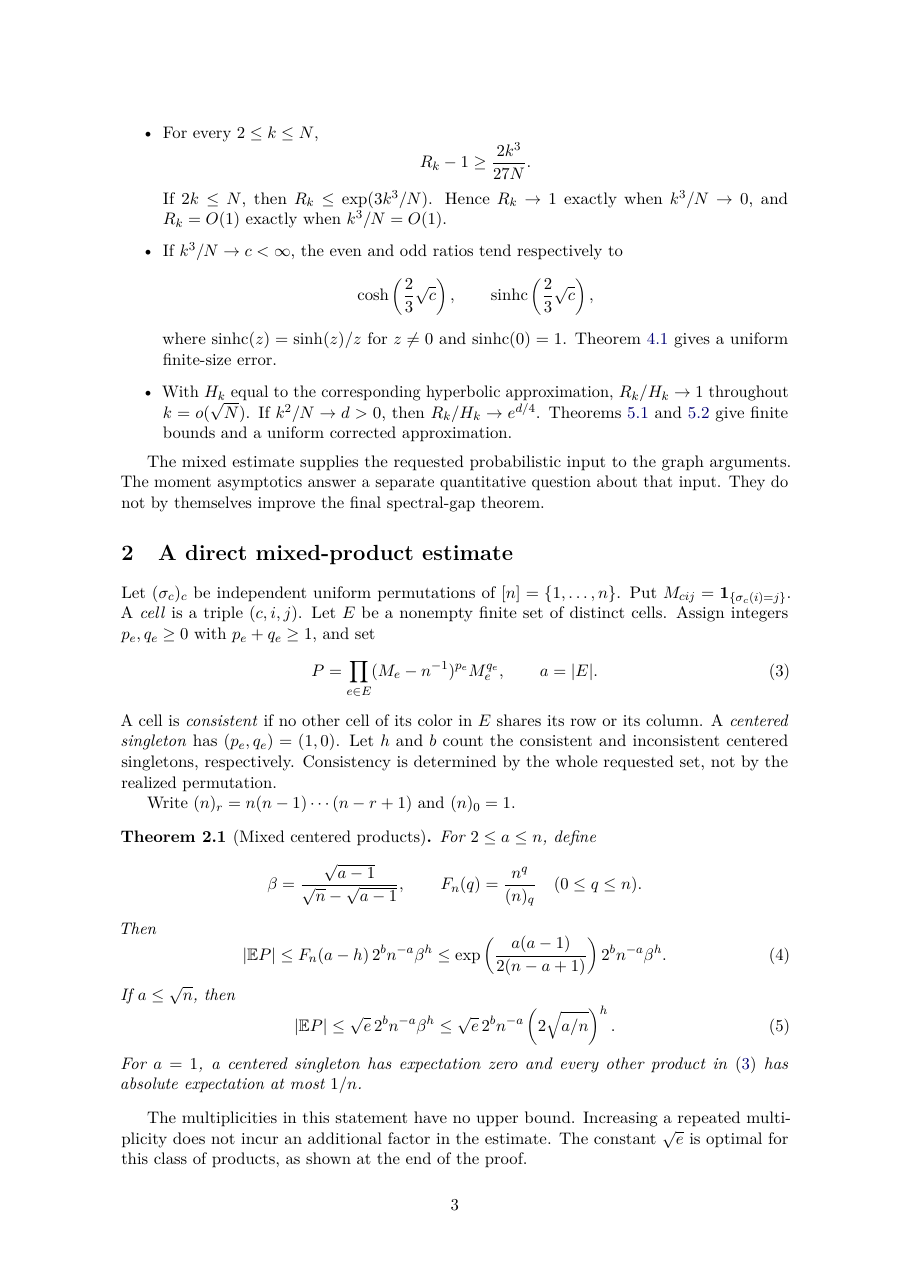 • For every 2 ≤ k ≤ N,
R_k − 1 ≥ \frac{2k^3}{27N}.
If 2k ≤ N, then R_k ≤ exp(3k^3/N). Hence R_k → 1 exactly when k^3/N → 0, and
R_k = O(1) exactly when k^3/N = O(1).
• If k^3/N → c < ∞, the even and odd ratios tend respectively to
cosh(\frac{2}{3}√c), sinhc(\frac{2}{3}√c),
where sinhc(z) = sinh(z)/z for z ≠ 0 and sinhc(0) = 1. Theorem 4.1 gives a uniform
finite-size error.
• With H_k equal to the corresponding hyperbolic approximation, R_k/H_k → 1 throughout
k = o(√N). If k^2/N → d > 0, then R_k/H_k → e^{d/4}. Theorems 5.1 and 5.2 give finite
bounds and a uniform corrected approximation.
The mixed estimate supplies the requested probabilistic input to the graph arguments.
The moment asymptotics answer a separate quantitative question about that input. They do
not by themselves improve the final spectral-gap theorem.
2 A direct mixed-product estimate
Let (σ_c)_c be independent uniform permutations of [n] = {1, . . . , n}. Put M_{cij} = 𝟏_{\{σ_c(i)=j\}}.
A cell is a triple (c, i, j). Let E be a nonempty finite set of distinct cells. Assign integers
p_e, q_e ≥ 0 with p_e + q_e ≥ 1, and set
P = ∏_{e∈E} (M_e − n^{−1})^{p_e} M_e^{q_e}, a = |E|. (3)
A cell is consistent if no other cell of its color in E shares its row or its column. A centered
singleton has (p_e, q_e) = (1, 0). Let h and b count the consistent and inconsistent centered
singletons, respectively. Consistency is determined by the whole requested set, not by the
realized permutation.
Write (n)_r = n(n − 1) · · · (n − r + 1) and (n)_0 = 1.
Theorem 2.1 (Mixed centered products). For 2 ≤ a ≤ n, define
β = \frac{\sqrt{a − 1}}{\sqrt{n} − \sqrt{a − 1}}, F_n(q) = \frac{n^q}{(n)_q} (0 ≤ q ≤ n).
Then
|𝔼P| ≤ F_n(a − h) 2^b n^{−a} β^h ≤ exp(\frac{a(a − 1)}{2(n − a + 1)}) 2^b n^{−a} β^h. (4)
If a ≤ √n, then
|𝔼P| ≤ √e 2^b n^{−a} β^h ≤ √e 2^b n^{−a} (2\sqrt{a/n})^h. (5)
For a = 1, a centered singleton has expectation zero and every other product in (3) has
absolute expectation at most 1/n.
The multiplicities in this statement have no upper bound. Increasing a repeated multi-
plicity does not incur an additional factor in the estimate. The constant √e is optimal for
this class of products, as shown at the end of the proof.
3